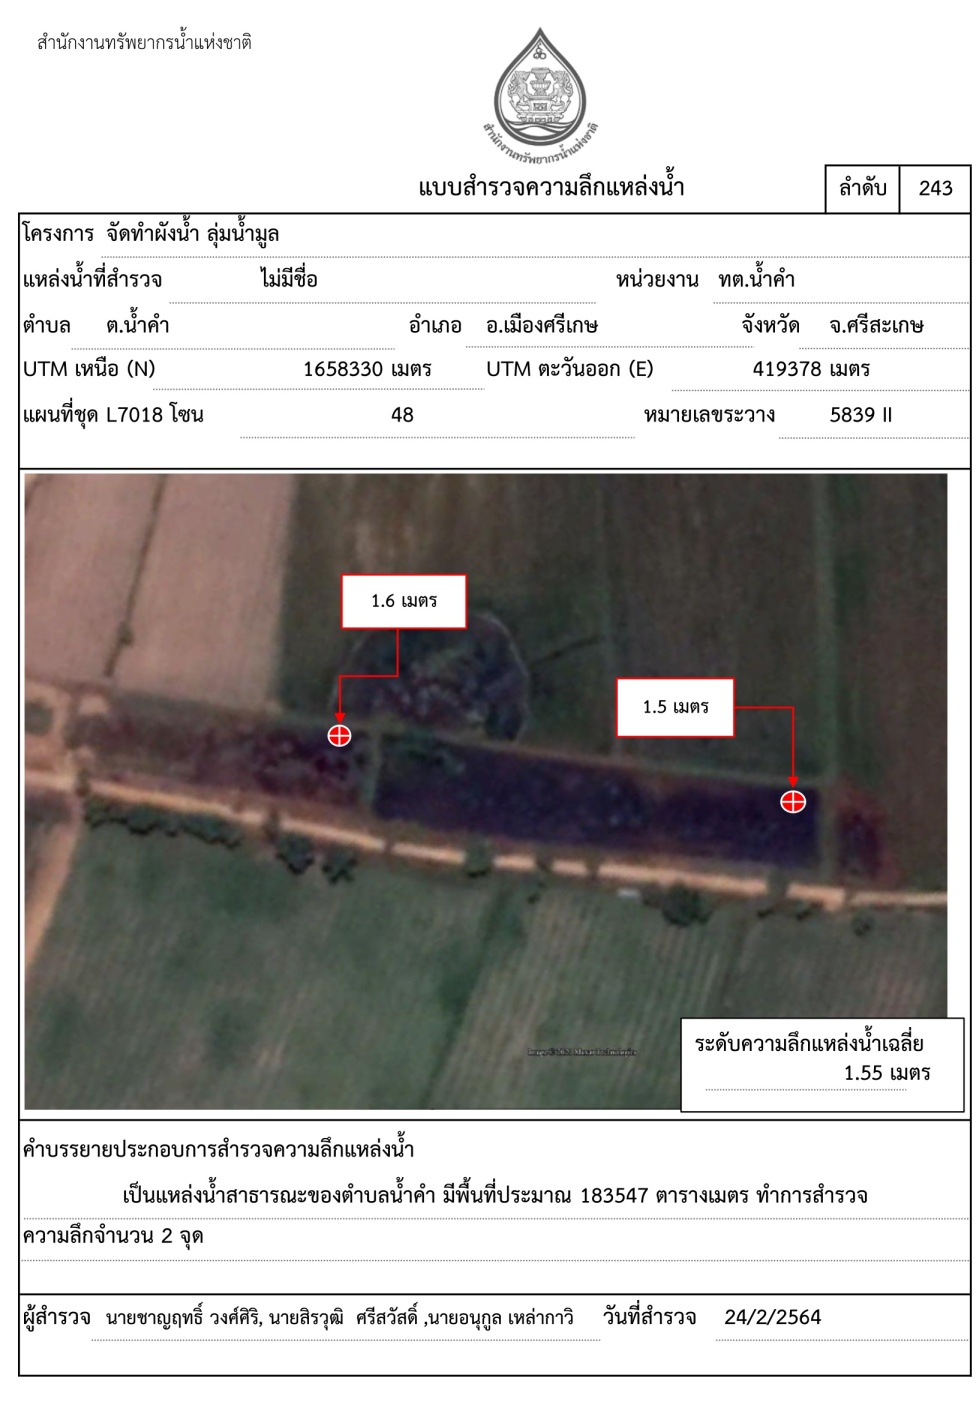 สำนักงานทรัพยากรน้ำแห่งชาติ
สำนักงานทรัพยากรน้ำแห่งชาติ
แบบสำรวจความลึกแหล่งน้ำ ลำดับ 243
โครงการ จัดทำผังน้ำ ลุ่มน้ำมูล
แหล่งน้ำที่สำรวจ ไม่มีชื่อ หน่วยงาน ทต.น้ำคำ
ตำบล ต.น้ำคำ อำเภอ อ.เมืองศรีเกษ จังหวัด จ.ศรีสะเกษ
UTM เหนือ (N) 1658330 เมตร UTM ตะวันออก (E) 419378 เมตร
แผนที่ชุด L7018 โซน 48 หมายเลขระวาง 5839 II
1.6 เมตร
1.5 เมตร
ระดับความลึกแหล่งน้ำเฉลี่ย
1.55 เมตร
คำบรรยายประกอบการสำรวจความลึกแหล่งน้ำ
เป็นแหล่งน้ำสาธารณะของตำบลน้ำคำ มีพื้นที่ประมาณ 183547 ตารางเมตร ทำการสำรวจ
ความลึกจำนวน 2 จุด
ผู้สำรวจ นายชาญฤทธิ์ วงศ์ศิริ, นายสิรวุฒิ ศรีสวัสดิ์ ,นายอนุกูล เหล่ากาวิ วันที่สำรวจ 24/2/2564